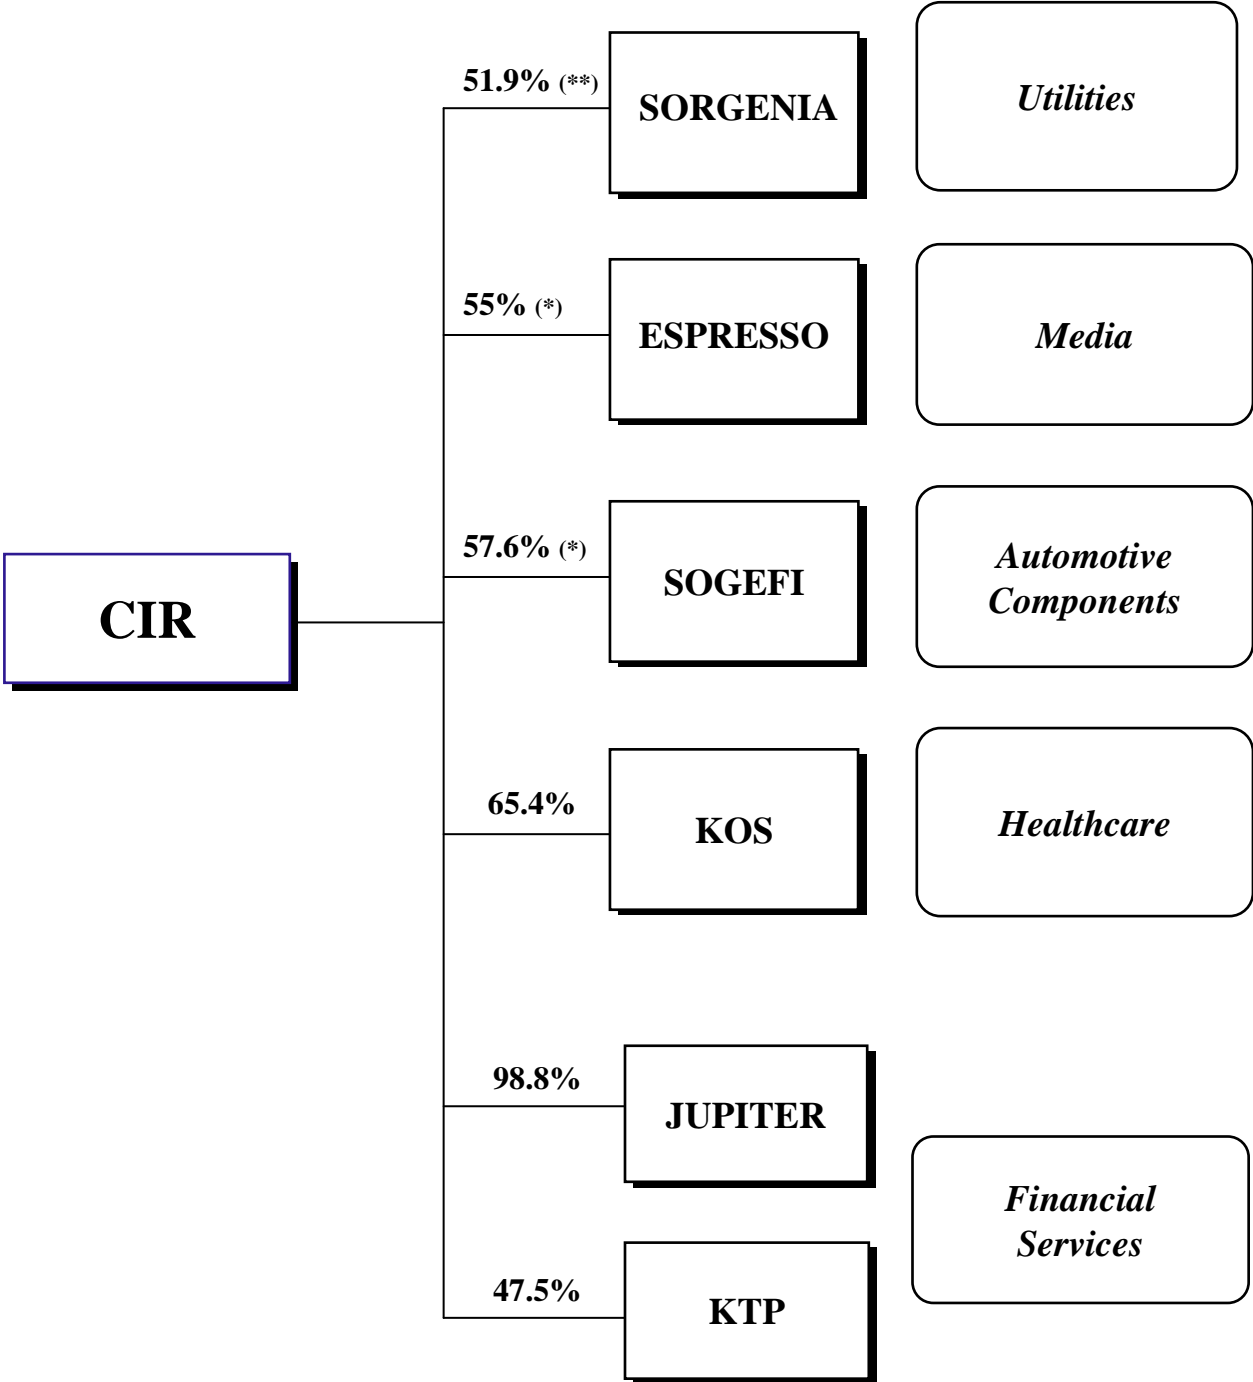 51.9% (**)
SORGENIA
Utilities
55% (*)
ESPRESSO
Media
57.6% (*)
SOGEFI
Automotive
Components
CIR
65.4%
KOS
Healthcare
98.8%
JUPITER
Financial
Services
47.5%
KTP